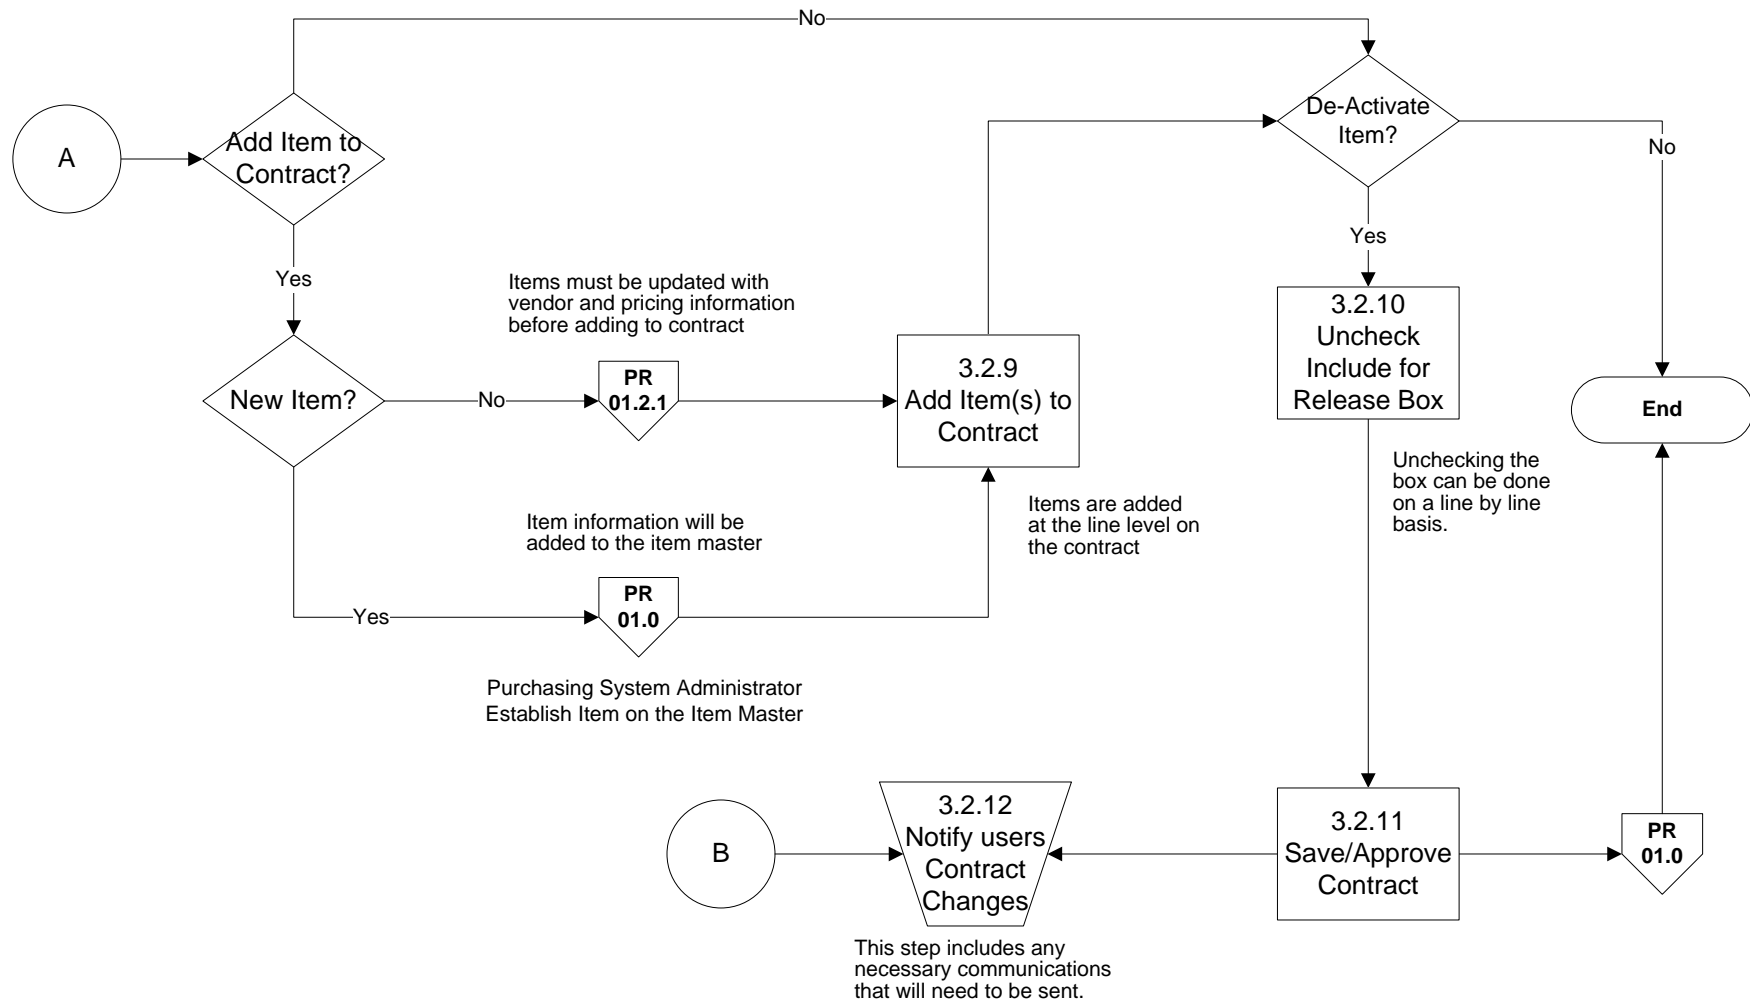 No
A
Add Item to
Contract?
De-Activate
Item?
No
Yes
Yes
Items must be updated with
vendor and pricing information
before adding to contract
3.2.10
Uncheck
Include for
Release Box
New Item?
No
PR
01.2.1
3.2.9
Add Item(s) to
Contract
End
Unchecking the
box can be done
on a line by line
basis.
Items are added
at the line level on
the contract
Item information will be
added to the item master
Yes
PR
01.0
Purchasing System Administrator
Establish Item on the Item Master
B
3.2.12
Notify users
Contract
Changes
3.2.11
Save/Approve
Contract
PR
01.0
This step includes any
necessary communications
that will need to be sent.